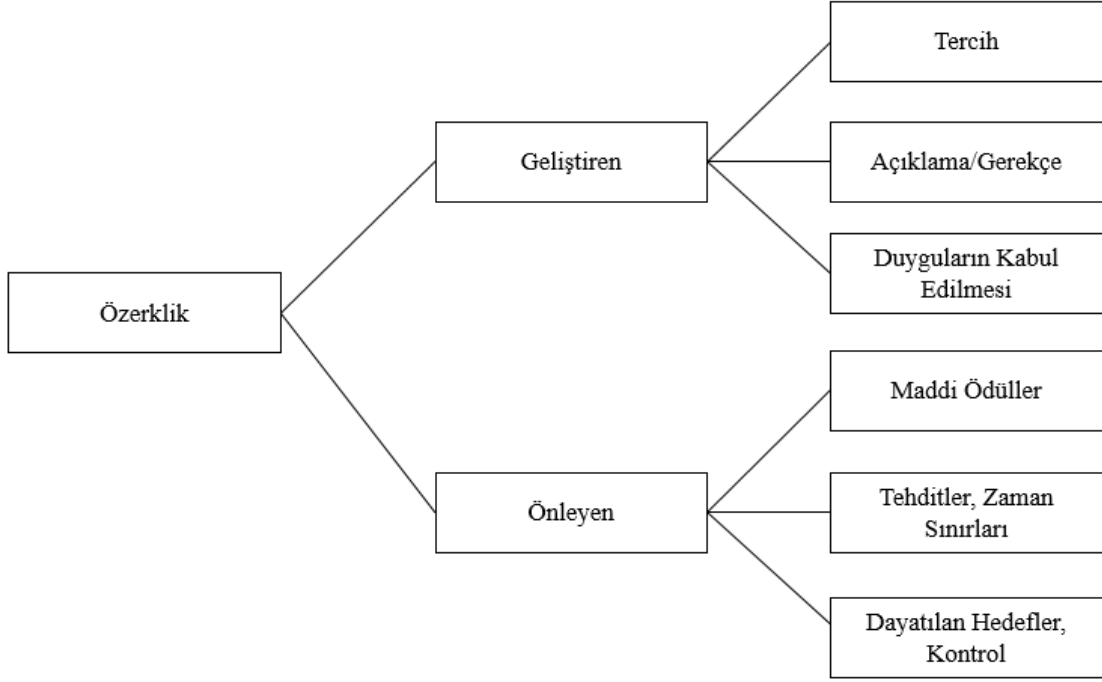 Özerklik
Geliştiren
Tercih
Açıklama/Gerekçe
Duyguların Kabul
Edilmesi
Önleyen
Maddi Ödüller
Tehditler, Zaman
Sınırları
Dayatılan Hedefler,
Kontrol